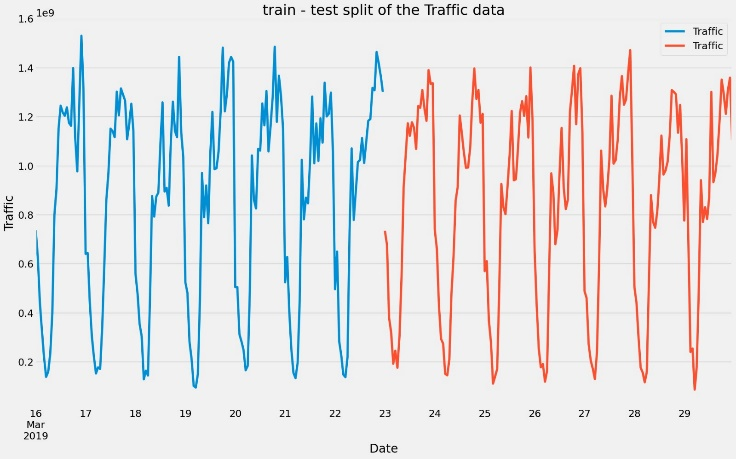 train - test split of the Traffic data
1e9
Traffic
Traffic
1.6
1.4
1.2
1.0
0.8
0.6
0.4
0.2
Traffic
16 17 18 19 20 21 22 23 24 25 26 27 28 29
Mar
2019
Date